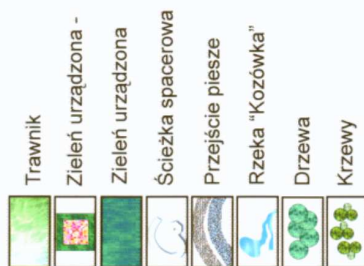 Trawnik
Zieleń urządzona -
Zieleń urządzona
Ścieżka spacerowa
Przejście piesze
Rzeka "Kozówka"
Drzewa
Krzewy